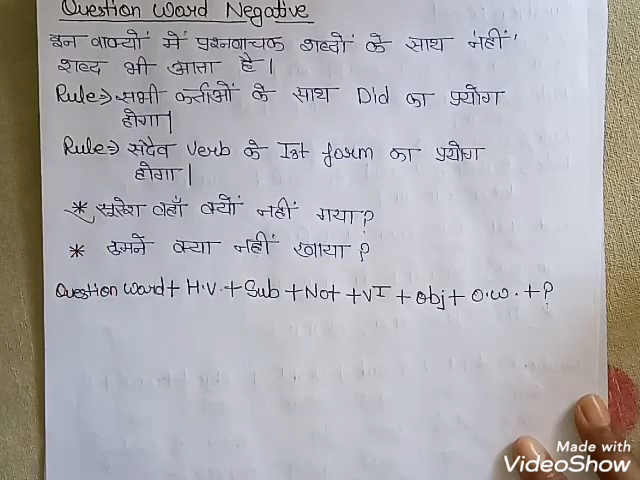 Question Word Negative
इन वाक्यों में प्रश्नवाचक शब्दों के साथ 'नहीं'
शब्द भी आता है।
Rule⇒ सभी कर्त्ताओं के साथ Did का प्रयोग
होगा।
Rule⇒ सदैव Verb के Ist form का प्रयोग
होगा।
* सुरेश वहाँ क्यों नहीं गया?
* तुमने क्या नहीं खाया?
Question word + H.V. + Sub + Not + VI + Obj + O.W. + ?
Made with
VideoShow